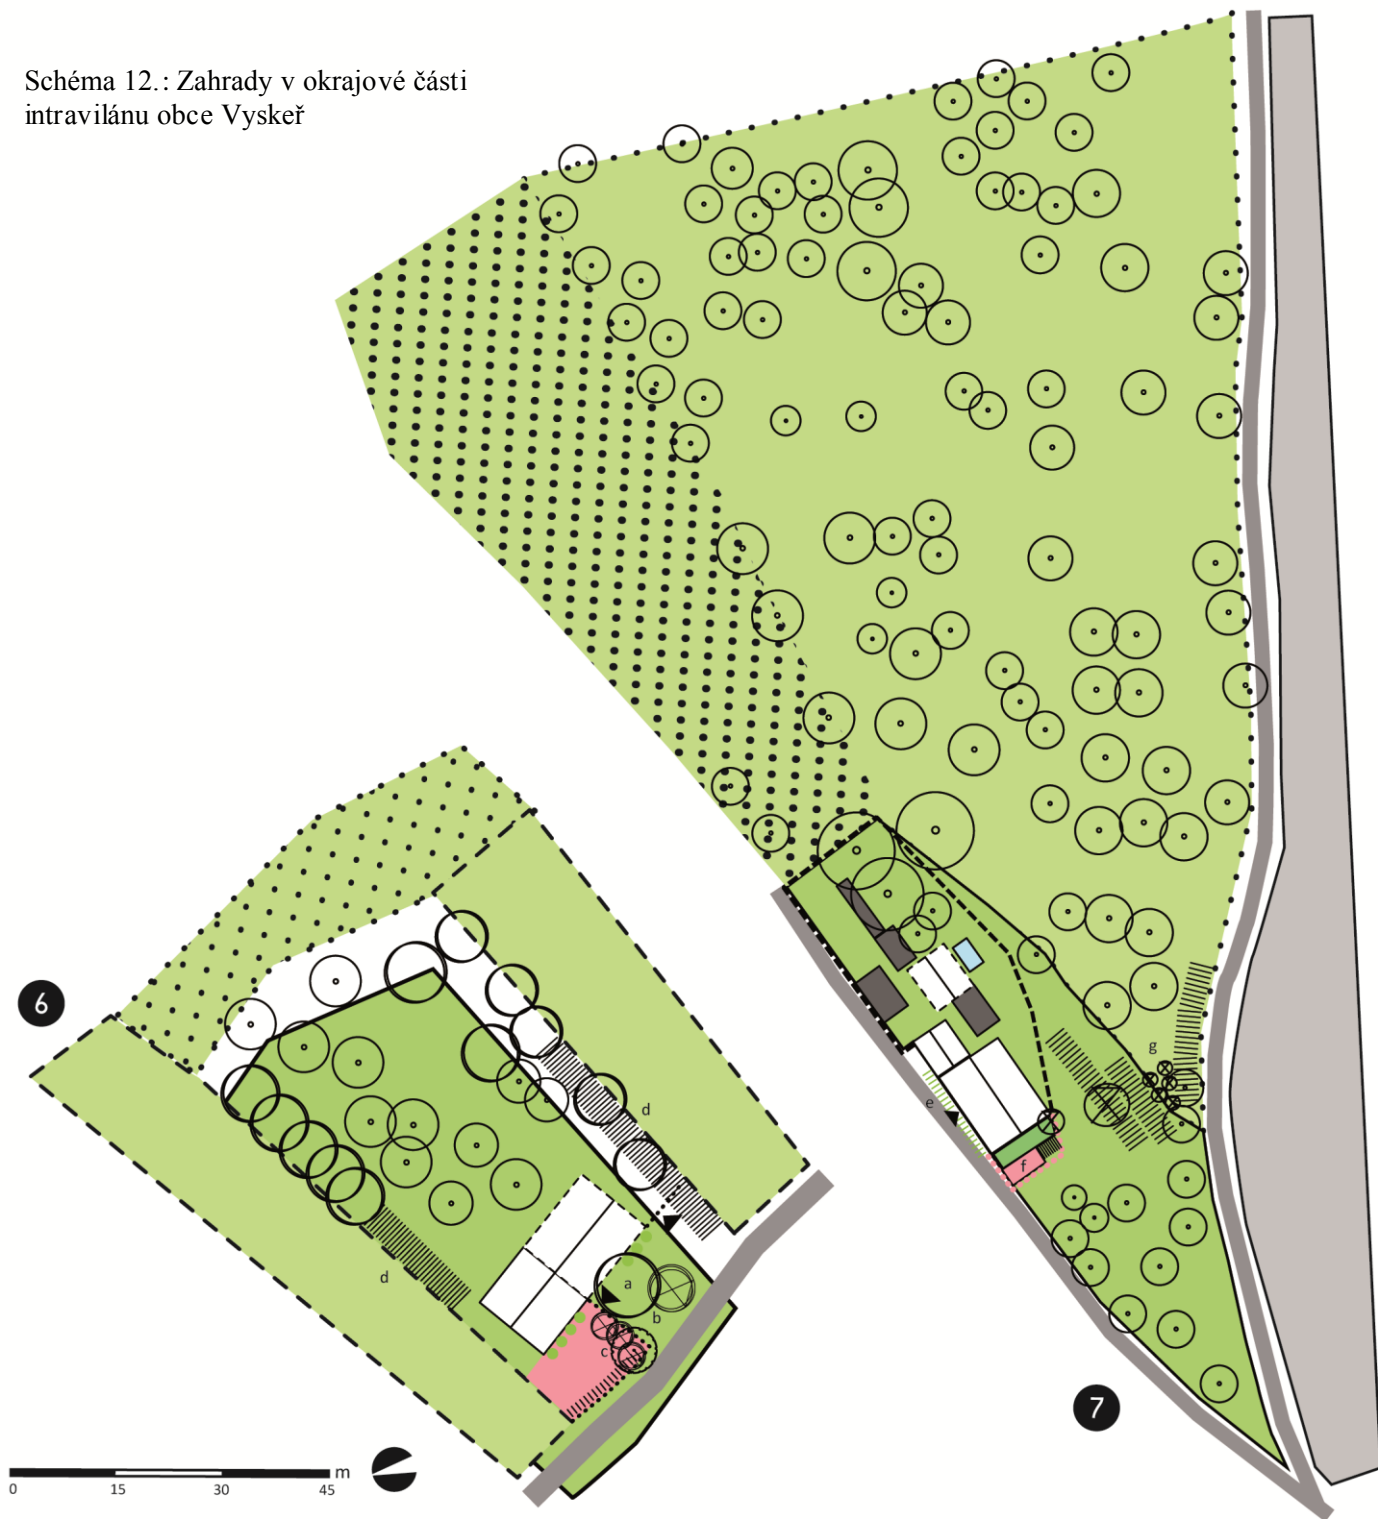 Schéma 12.: Zahrady v okrajové části
intravilánu obce Vyskeř
6
d
d
a
b
c
e
f
g
7
m
0 15 30 45